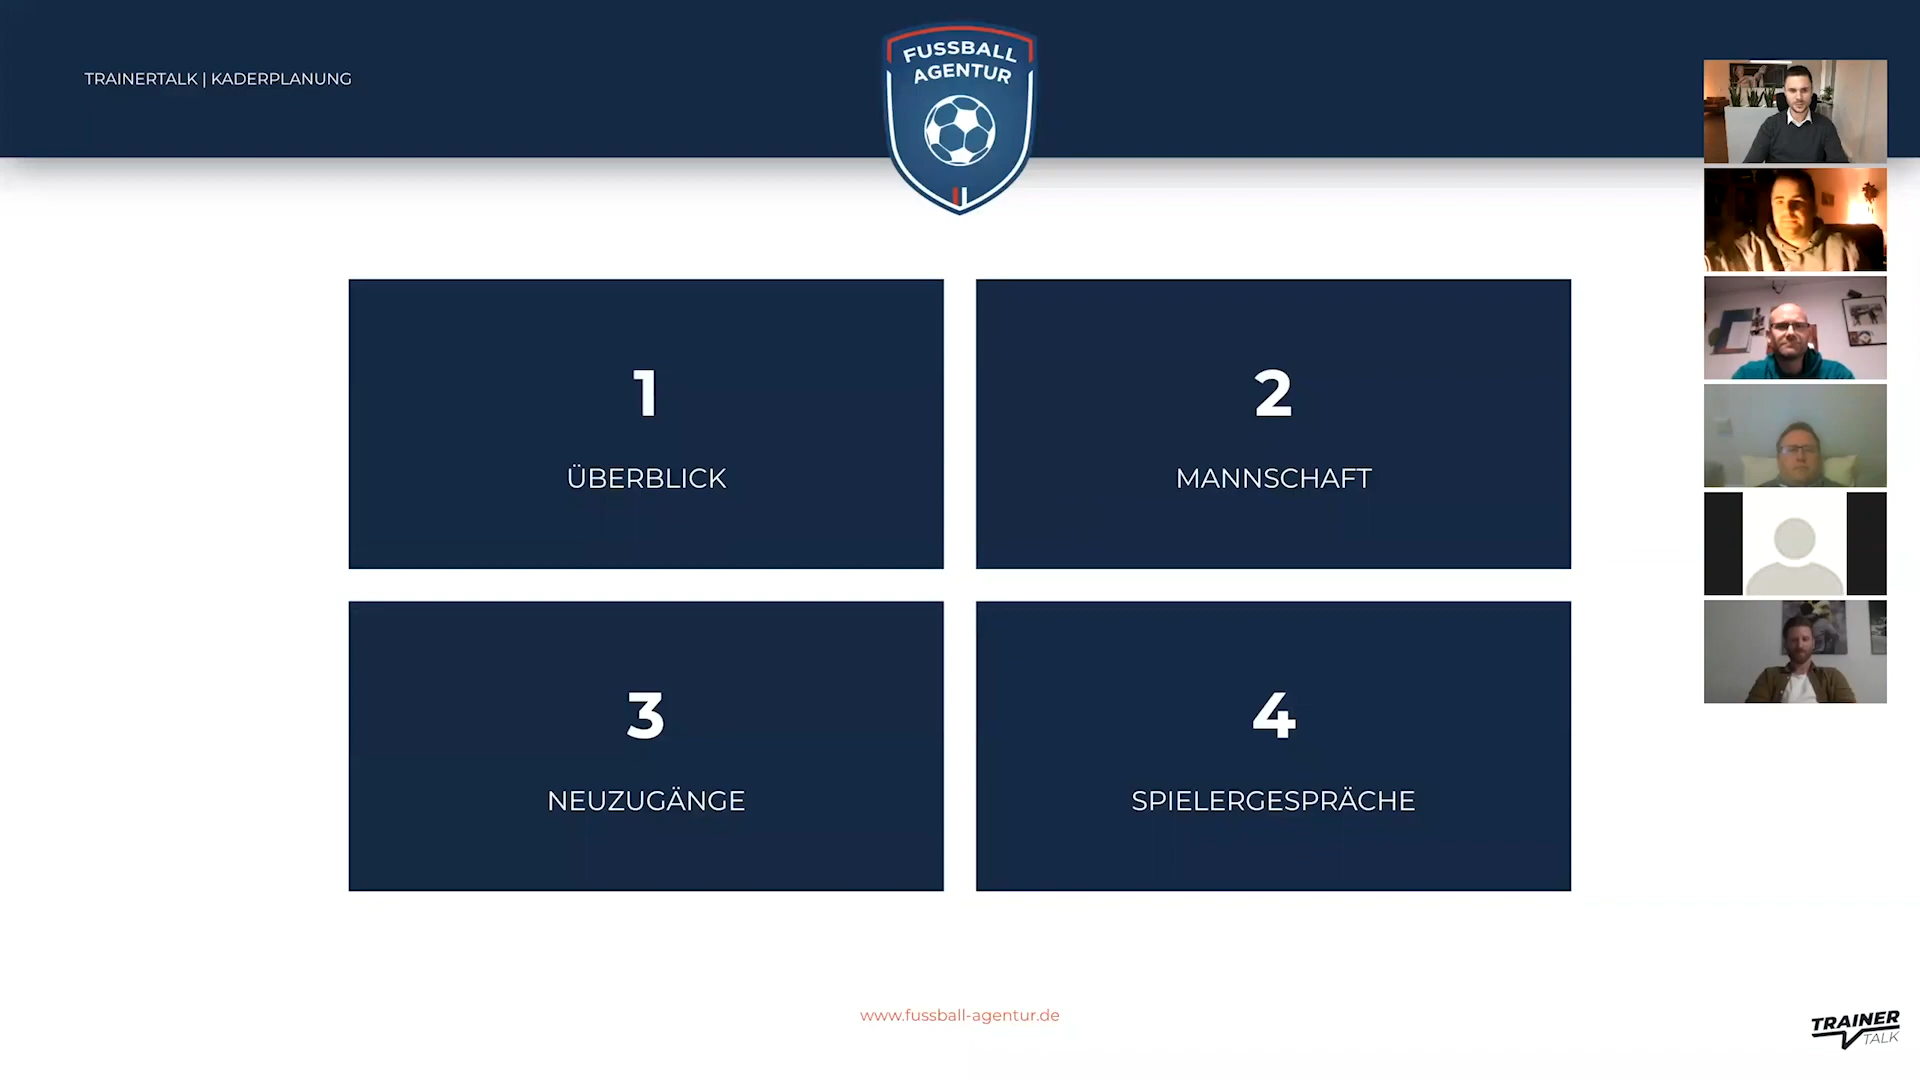 TRAINERTALK | KADERPLANUNG
FUSSBALL
AGENTUR
1
ÜBERBLICK
2
MANNSCHAFT
3
NEUZUGÄNGE
4
SPIELERGESPRÄCHE
www.fussball-agentur.de
TRAINER
TALK